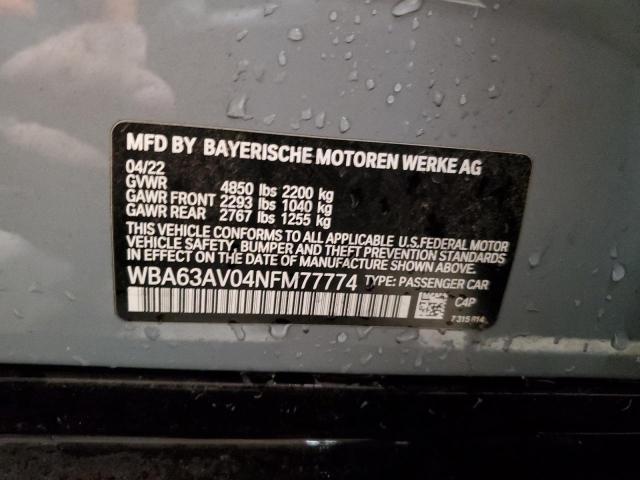 MFD BY BAYERISCHE MOTOREN WERKE AG
04/22
GVWR 4850 lbs 2200 kg
GAWR FRONT 2293 lbs 1040 kg
GAWR REAR 2767 lbs 1255 kg
THIS VEHICLE CONFORMS TO ALL APPLICABLE U.S.FEDERAL MOTOR
VEHICLE SAFETY, BUMPER AND THEFT PREVENTION STANDARDS
IN EFFECT ON THE DATE OF MANUFACTURE SHOWN ABOVE.
WBA63AV04NFM77774 TYPE: PASSENGER CAR
C4P
7315814